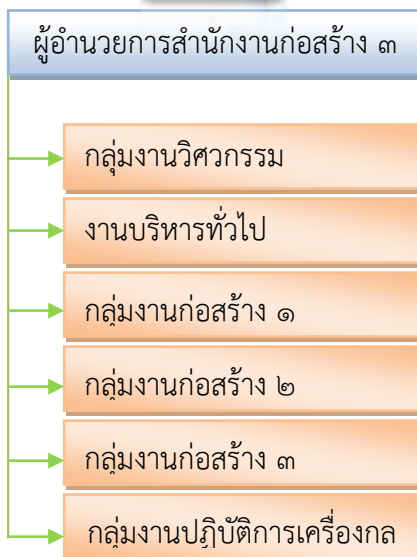 ผู้อำนวยการสำนักงานก่อสร้าง ๓
กลุ่มงานวิศวกรรม
งานบริหารทั่วไป
กลุ่มงานก่อสร้าง ๑
กลุ่มงานก่อสร้าง ๒
กลุ่มงานก่อสร้าง ๓
กลุ่มงานปฏิบัติการเครื่องกล